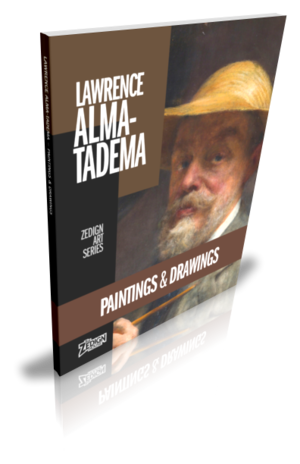 LAWRENCE
ALMA-
TADEMA
ZEDIGN
ART
SERIES
PAINTINGS & DRAWINGS
ZEDIGN
LAWRENCE ALMA-TADEMA - PAINTINGS & DRAWINGS